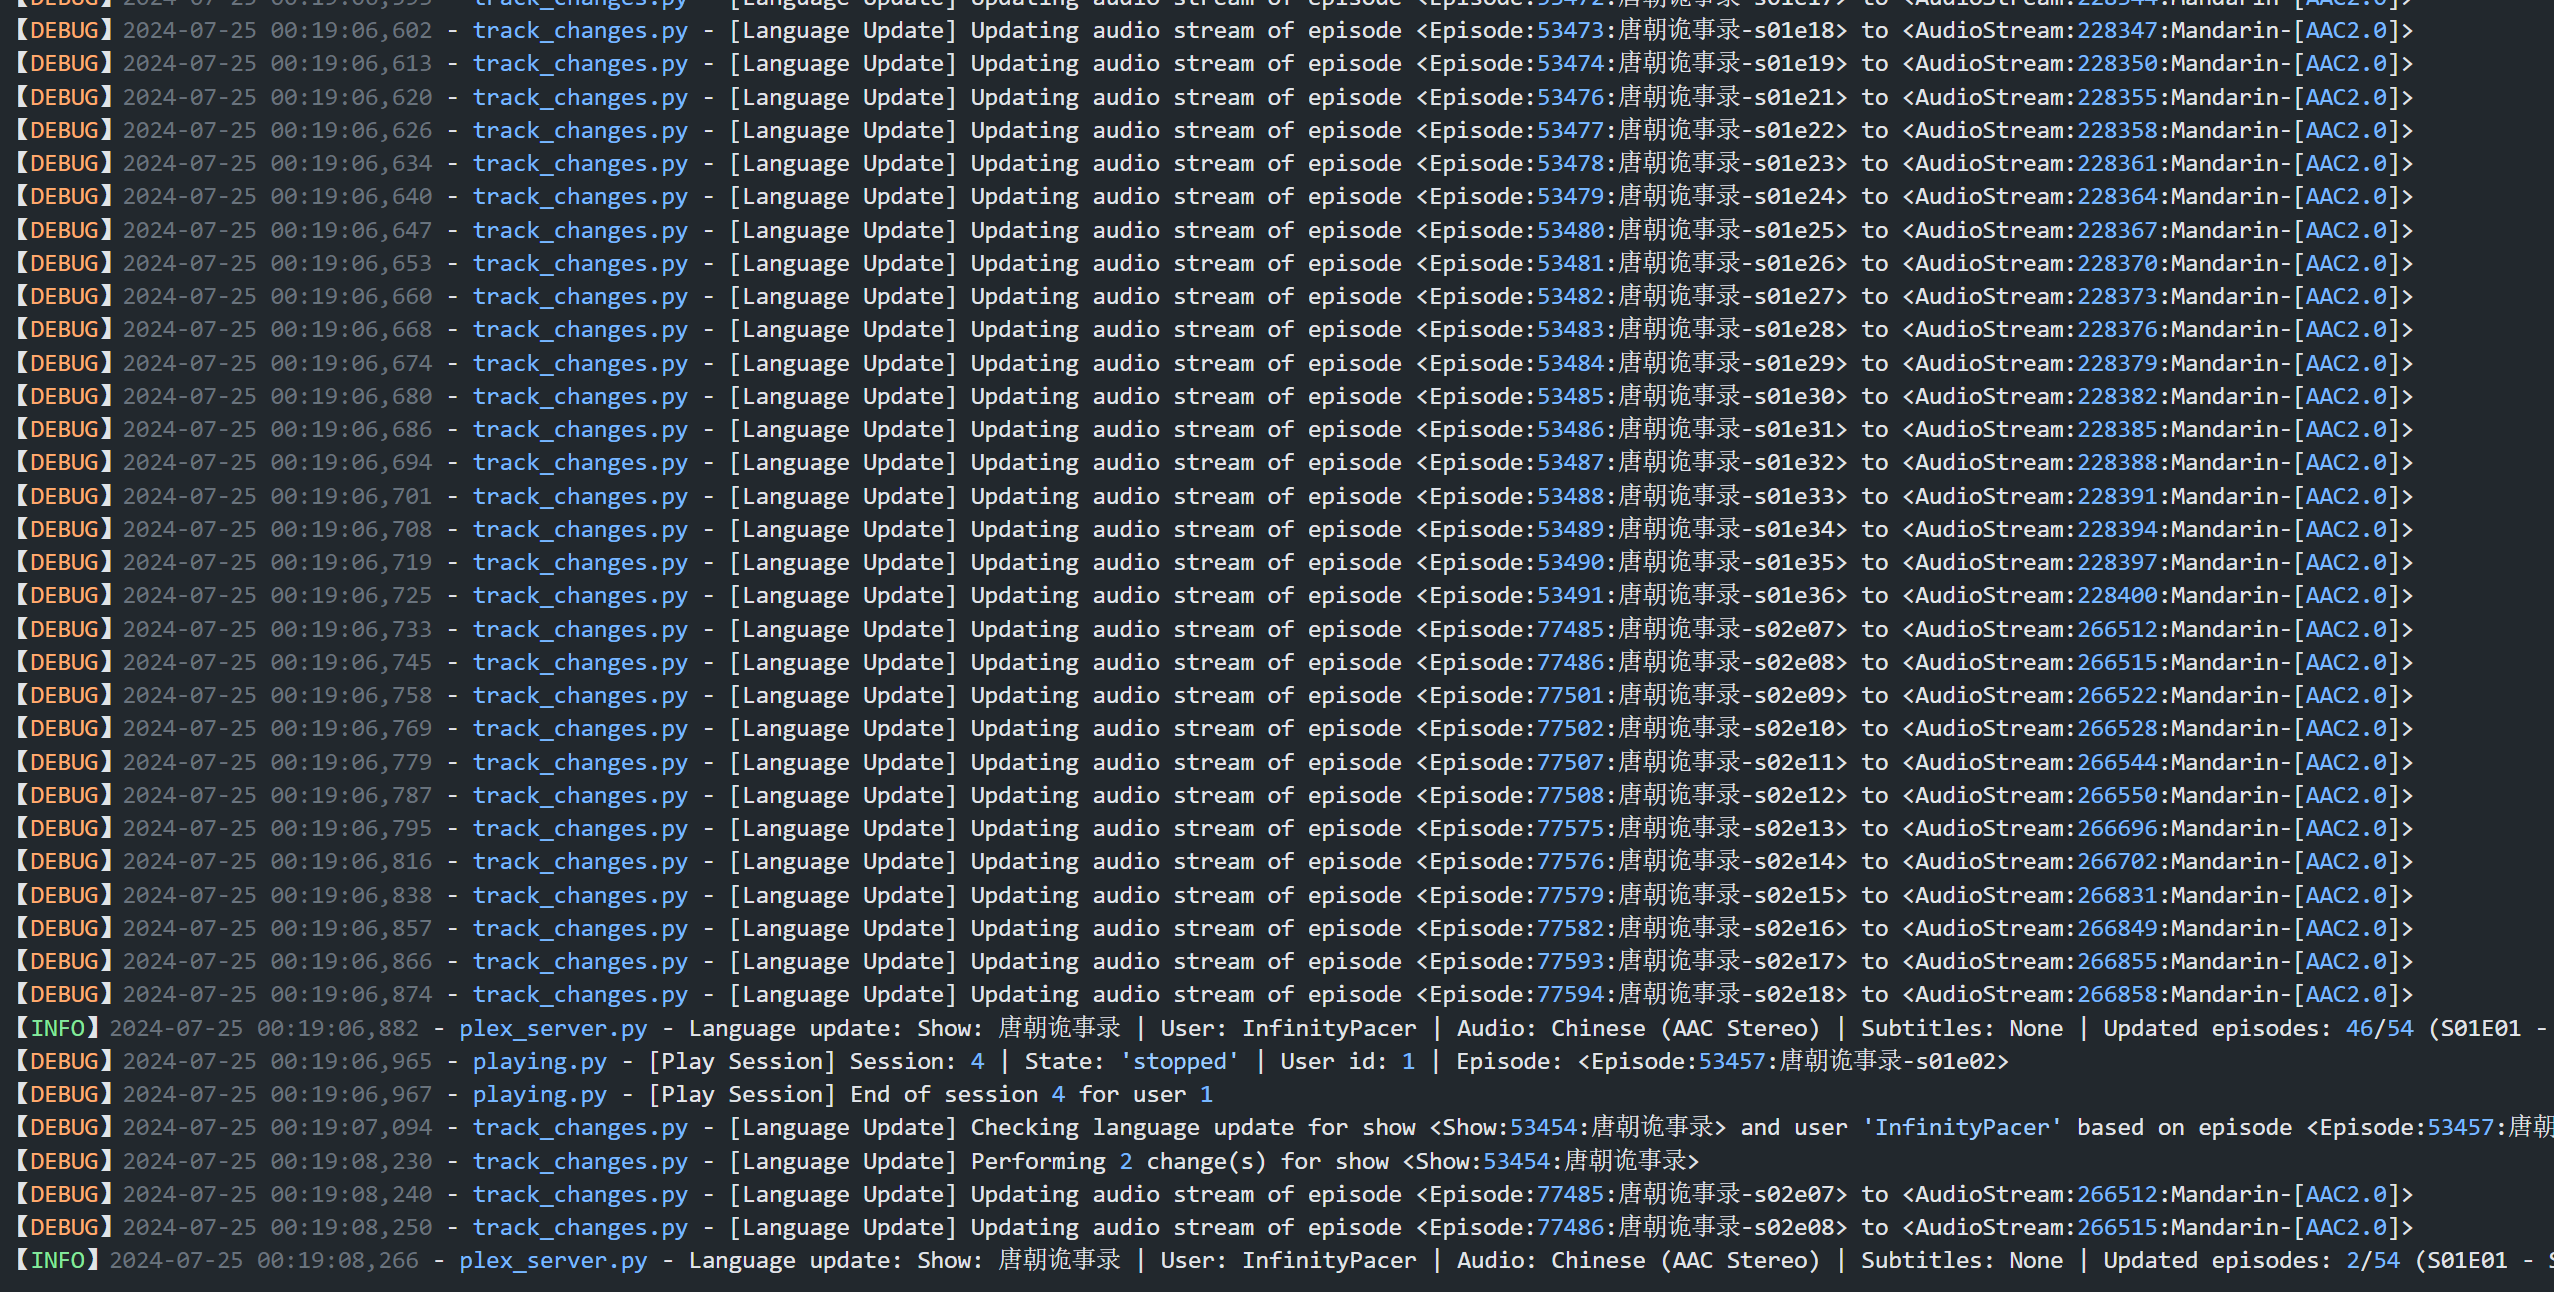 【DEBUG】2024-07-25 00:19:06,595 - track_changes.py - [Language Update] Updating audio stream of episode <Episode:53472:唐朝诡事录-s01e17> to <AudioStream:228344:Mandarin-[AAC2.0]>
【DEBUG】2024-07-25 00:19:06,602 - track_changes.py - [Language Update] Updating audio stream of episode <Episode:53473:唐朝诡事录-s01e18> to <AudioStream:228347:Mandarin-[AAC2.0]>
【DEBUG】2024-07-25 00:19:06,613 - track_changes.py - [Language Update] Updating audio stream of episode <Episode:53474:唐朝诡事录-s01e19> to <AudioStream:228350:Mandarin-[AAC2.0]>
【DEBUG】2024-07-25 00:19:06,620 - track_changes.py - [Language Update] Updating audio stream of episode <Episode:53476:唐朝诡事录-s01e21> to <AudioStream:228355:Mandarin-[AAC2.0]>
【DEBUG】2024-07-25 00:19:06,626 - track_changes.py - [Language Update] Updating audio stream of episode <Episode:53477:唐朝诡事录-s01e22> to <AudioStream:228358:Mandarin-[AAC2.0]>
【DEBUG】2024-07-25 00:19:06,634 - track_changes.py - [Language Update] Updating audio stream of episode <Episode:53478:唐朝诡事录-s01e23> to <AudioStream:228361:Mandarin-[AAC2.0]>
【DEBUG】2024-07-25 00:19:06,640 - track_changes.py - [Language Update] Updating audio stream of episode <Episode:53479:唐朝诡事录-s01e24> to <AudioStream:228364:Mandarin-[AAC2.0]>
【DEBUG】2024-07-25 00:19:06,647 - track_changes.py - [Language Update] Updating audio stream of episode <Episode:53480:唐朝诡事录-s01e25> to <AudioStream:228367:Mandarin-[AAC2.0]>
【DEBUG】2024-07-25 00:19:06,653 - track_changes.py - [Language Update] Updating audio stream of episode <Episode:53481:唐朝诡事录-s01e26> to <AudioStream:228370:Mandarin-[AAC2.0]>
【DEBUG】2024-07-25 00:19:06,660 - track_changes.py - [Language Update] Updating audio stream of episode <Episode:53482:唐朝诡事录-s01e27> to <AudioStream:228373:Mandarin-[AAC2.0]>
【DEBUG】2024-07-25 00:19:06,668 - track_changes.py - [Language Update] Updating audio stream of episode <Episode:53483:唐朝诡事录-s01e28> to <AudioStream:228376:Mandarin-[AAC2.0]>
【DEBUG】2024-07-25 00:19:06,674 - track_changes.py - [Language Update] Updating audio stream of episode <Episode:53484:唐朝诡事录-s01e29> to <AudioStream:228379:Mandarin-[AAC2.0]>
【DEBUG】2024-07-25 00:19:06,680 - track_changes.py - [Language Update] Updating audio stream of episode <Episode:53485:唐朝诡事录-s01e30> to <AudioStream:228382:Mandarin-[AAC2.0]>
【DEBUG】2024-07-25 00:19:06,686 - track_changes.py - [Language Update] Updating audio stream of episode <Episode:53486:唐朝诡事录-s01e31> to <AudioStream:228385:Mandarin-[AAC2.0]>
【DEBUG】2024-07-25 00:19:06,694 - track_changes.py - [Language Update] Updating audio stream of episode <Episode:53487:唐朝诡事录-s01e32> to <AudioStream:228388:Mandarin-[AAC2.0]>
【DEBUG】2024-07-25 00:19:06,701 - track_changes.py - [Language Update] Updating audio stream of episode <Episode:53488:唐朝诡事录-s01e33> to <AudioStream:228391:Mandarin-[AAC2.0]>
【DEBUG】2024-07-25 00:19:06,708 - track_changes.py - [Language Update] Updating audio stream of episode <Episode:53489:唐朝诡事录-s01e34> to <AudioStream:228394:Mandarin-[AAC2.0]>
【DEBUG】2024-07-25 00:19:06,719 - track_changes.py - [Language Update] Updating audio stream of episode <Episode:53490:唐朝诡事录-s01e35> to <AudioStream:228397:Mandarin-[AAC2.0]>
【DEBUG】2024-07-25 00:19:06,725 - track_changes.py - [Language Update] Updating audio stream of episode <Episode:53491:唐朝诡事录-s01e36> to <AudioStream:228400:Mandarin-[AAC2.0]>
【DEBUG】2024-07-25 00:19:06,733 - track_changes.py - [Language Update] Updating audio stream of episode <Episode:77485:唐朝诡事录-s02e07> to <AudioStream:266512:Mandarin-[AAC2.0]>
【DEBUG】2024-07-25 00:19:06,745 - track_changes.py - [Language Update] Updating audio stream of episode <Episode:77486:唐朝诡事录-s02e08> to <AudioStream:266515:Mandarin-[AAC2.0]>
【DEBUG】2024-07-25 00:19:06,758 - track_changes.py - [Language Update] Updating audio stream of episode <Episode:77501:唐朝诡事录-s02e09> to <AudioStream:266522:Mandarin-[AAC2.0]>
【DEBUG】2024-07-25 00:19:06,769 - track_changes.py - [Language Update] Updating audio stream of episode <Episode:77502:唐朝诡事录-s02e10> to <AudioStream:266528:Mandarin-[AAC2.0]>
【DEBUG】2024-07-25 00:19:06,779 - track_changes.py - [Language Update] Updating audio stream of episode <Episode:77507:唐朝诡事录-s02e11> to <AudioStream:266544:Mandarin-[AAC2.0]>
【DEBUG】2024-07-25 00:19:06,787 - track_changes.py - [Language Update] Updating audio stream of episode <Episode:77508:唐朝诡事录-s02e12> to <AudioStream:266550:Mandarin-[AAC2.0]>
【DEBUG】2024-07-25 00:19:06,795 - track_changes.py - [Language Update] Updating audio stream of episode <Episode:77575:唐朝诡事录-s02e13> to <AudioStream:266696:Mandarin-[AAC2.0]>
【DEBUG】2024-07-25 00:19:06,816 - track_changes.py - [Language Update] Updating audio stream of episode <Episode:77576:唐朝诡事录-s02e14> to <AudioStream:266702:Mandarin-[AAC2.0]>
【DEBUG】2024-07-25 00:19:06,838 - track_changes.py - [Language Update] Updating audio stream of episode <Episode:77579:唐朝诡事录-s02e15> to <AudioStream:266831:Mandarin-[AAC2.0]>
【DEBUG】2024-07-25 00:19:06,857 - track_changes.py - [Language Update] Updating audio stream of episode <Episode:77582:唐朝诡事录-s02e16> to <AudioStream:266849:Mandarin-[AAC2.0]>
【DEBUG】2024-07-25 00:19:06,866 - track_changes.py - [Language Update] Updating audio stream of episode <Episode:77593:唐朝诡事录-s02e17> to <AudioStream:266855:Mandarin-[AAC2.0]>
【DEBUG】2024-07-25 00:19:06,874 - track_changes.py - [Language Update] Updating audio stream of episode <Episode:77594:唐朝诡事录-s02e18> to <AudioStream:266858:Mandarin-[AAC2.0]>
【INFO】2024-07-25 00:19:06,882 - plex_server.py - Language update: Show: 唐朝诡事录 | User: InfinityPacer | Audio: Chinese (AAC Stereo) | Subtitles: None | Updated episodes: 46/54 (S01E01 -
【DEBUG】2024-07-25 00:19:06,965 - playing.py - [Play Session] Session: 4 | State: 'stopped' | User id: 1 | Episode: <Episode:53457:唐朝诡事录-s01e02>
【DEBUG】2024-07-25 00:19:06,967 - playing.py - [Play Session] End of session 4 for user 1
【DEBUG】2024-07-25 00:19:07,094 - track_changes.py - [Language Update] Checking language update for show <Show:53454:唐朝诡事录> and user 'InfinityPacer' based on episode <Episode:53457:唐朝
【DEBUG】2024-07-25 00:19:08,230 - track_changes.py - [Language Update] Performing 2 change(s) for show <Show:53454:唐朝诡事录>
【DEBUG】2024-07-25 00:19:08,240 - track_changes.py - [Language Update] Updating audio stream of episode <Episode:77485:唐朝诡事录-s02e07> to <AudioStream:266512:Mandarin-[AAC2.0]>
【DEBUG】2024-07-25 00:19:08,250 - track_changes.py - [Language Update] Updating audio stream of episode <Episode:77486:唐朝诡事录-s02e08> to <AudioStream:266515:Mandarin-[AAC2.0]>
【INFO】2024-07-25 00:19:08,266 - plex_server.py - Language update: Show: 唐朝诡事录 | User: InfinityPacer | Audio: Chinese (AAC Stereo) | Subtitles: None | Updated episodes: 2/54 (S01E01 - S